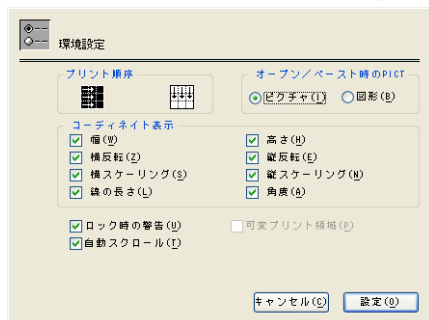 環境設定
プリント順序
オープン／ペースト時のPICT
ピクチャ(I)
図形(B)
コーディネイト表示
幅(W)
高さ(H)
横反転(Z)
縦反転(E)
横スケーリング(S)
縦スケーリング(N)
線の長さ(L)
角度(A)
ロック時の警告(U)
可変プリント領域(P)
自動スクロール(T)
キャンセル(C)
設定(O)